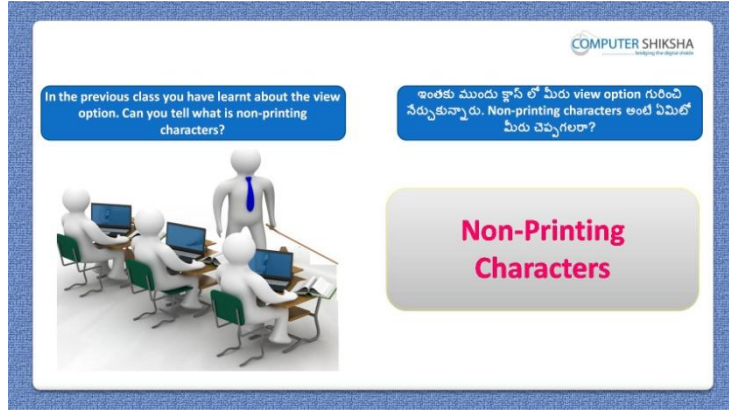 COMPUTER SHIKSHA
bridging the digital divide
In the previous class you have learnt about the view
option. Can you tell what is non-printing
characters?
ఇంతకు ముందు క్లాస్ లో మీరు view option గురించి
నేర్చుకున్నారు. Non-printing characters అంటే ఏమిటో
మీరు చెప్పగలరా?
Non-Printing
Characters